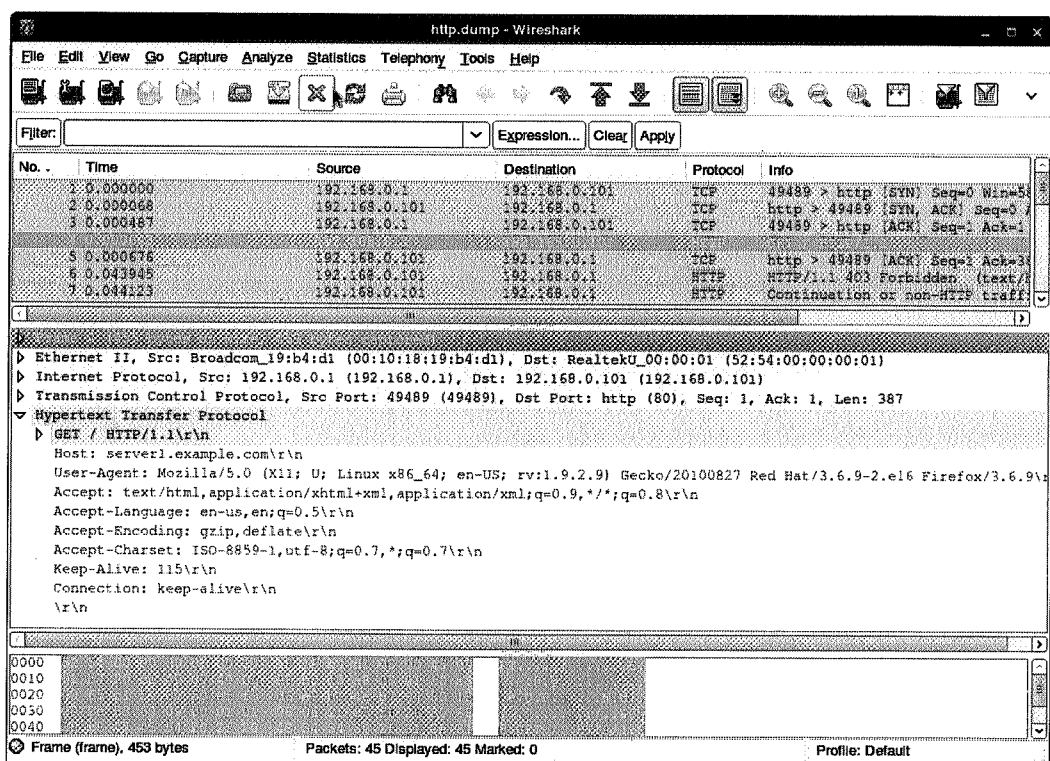 http.dump - Wireshark
File Edit View Go Capture Analyze Statistics Telephony Tools Help
Filter: Expression... Clear Apply
No. . Time Source Destination Protocol Info
1 0.000000 192.168.0.1 192.168.0.101 TCP 49489 > http [SYN] Seq=0 Win=58
2 0.000068 192.168.0.101 192.168.0.1 TCP http > 49489 [SYN, ACK] Seq=0
3 0.000487 192.168.0.1 192.168.0.101 TCP 49489 > http [ACK] Seq=1 Ack=1
5 0.000676 192.168.0.101 192.168.0.1 TCP http > 49489 [ACK] Seq=1 Ack=38
6 0.043945 192.168.0.101 192.168.0.1 HTTP HTTP/1.1 403 Forbidden (text/
7 0.044123 192.168.0.101 192.168.0.1 HTTP Continuation or non-HTTP traff
Ethernet II, Src: Broadcom_19:b4:d1 (00:10:18:19:b4:d1), Dst: RealtekU_00:00:01 (52:54:00:00:00:01)
Internet Protocol, Src: 192.168.0.1 (192.168.0.1), Dst: 192.168.0.101 (192.168.0.101)
Transmission Control Protocol, Src Port: 49489 (49489), Dst Port: http (80), Seq: 1, Ack: 1, Len: 387
Hypertext Transfer Protocol
GET / HTTP/1.1\r\n
Host: server1.example.com\r\n
User-Agent: Mozilla/5.0 (X11; U; Linux x86_64; en-US; rv:1.9.2.9) Gecko/20100827 Red Hat/3.6.9-2.el6 Firefox/3.6.9\r
Accept: text/html,application/xhtml+xml,application/xml;q=0.9,*/*;q=0.8\r\n
Accept-Language: en-us,en;q=0.5\r\n
Accept-Encoding: gzip,deflate\r\n
Accept-Charset: ISO-8859-1,utf-8;q=0.7,*;q=0.7\r\n
Keep-Alive: 115\r\n
Connection: keep-alive\r\n
\r\n
0000
0010
0020
0030
0040
Frame (frame), 453 bytes Packets: 45 Displayed: 45 Marked: 0 Profile: Default